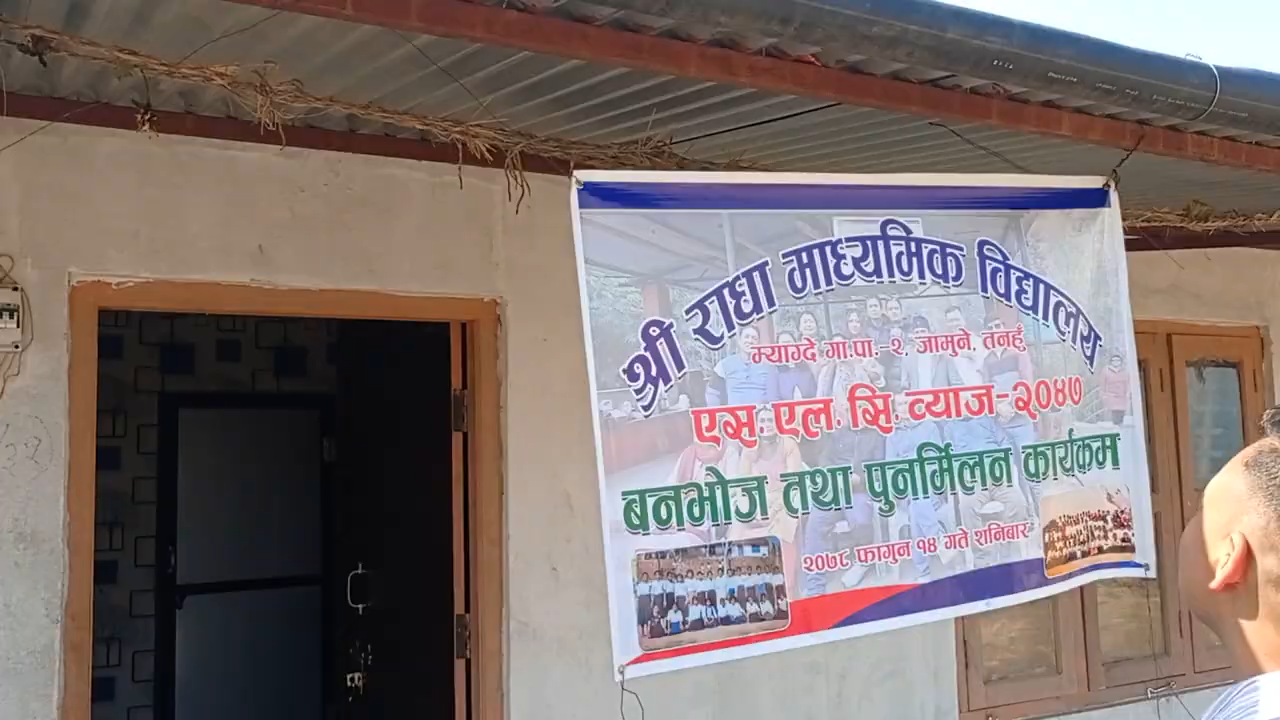 श्री राधा माध्यमिक विद्यालय
म्याग्दे गा.पा.-२, जामुने, तनहुँ
एस. एल. सि. व्याज-२०४७
बनभोज तथा पुनर्मिलन कार्यक्रम
२०७८ फागुन १४ गते शनिबार